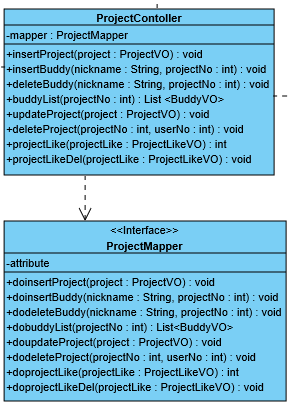 ProjectContoller
-mapper : ProjectMapper
+insertProject(project : ProjectVO) : void
+insertBuddy(nickname : String, projectNo : int) : void
+deleteBuddy(nickname : String, projectNo : int) : void
+buddyList(projectNo : int) : List <BuddyVO>
+updateProject(project : ProjectVO) : void
+deleteProject(projectNo : int, userNo : int) : void
+projectLike(projectLike : ProjectLikeVO) : int
+projectLikeDel(projectLike : ProjectLikeVO) : void
<<Interface>>
ProjectMapper
-attribute
+doinsertProject(project : ProjectVO) : void
+doinsertBuddy(nickname : String, projectNo : int) : void
+dodeleteBuddy(nickname : String, projectNo : int) : void
+dobuddyList(projectNo : int) : List<BuddyVO>
+doupdateProject(project : ProjectVO) : void
+dodeleteProject(projectNo : int, userNo : int) : void
+doprojectLike(projectLike : ProjectLikeVO) : int
+doprojectLikeDel(projectLike : ProjectLikeVO) : void